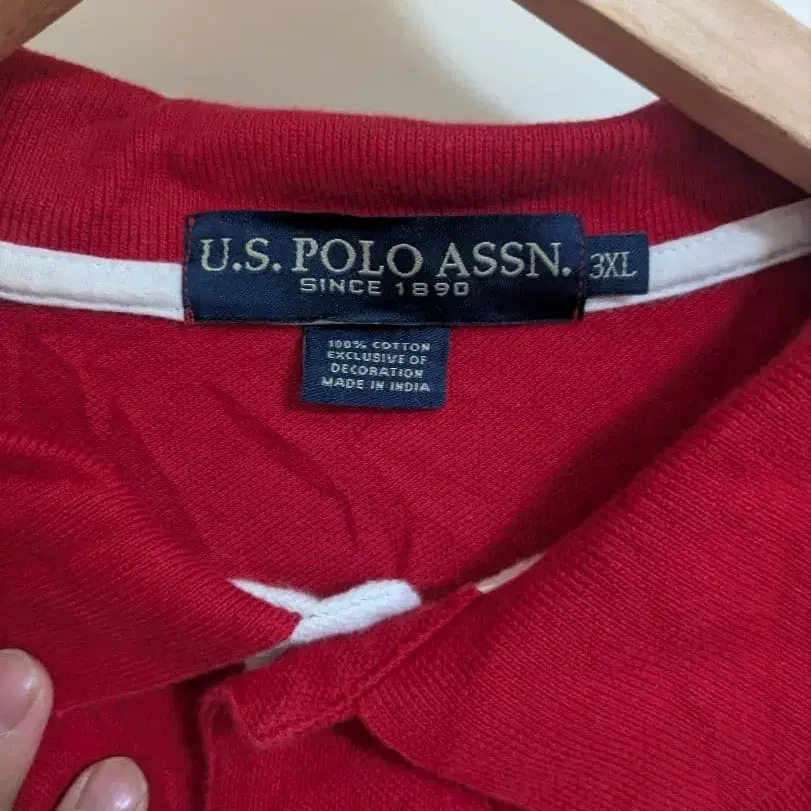 U.S. POLO ASSN.
SINCE 1890
3XL
100% COTTON
EXCLUSIVE OF
DECORATION
MADE IN INDIA